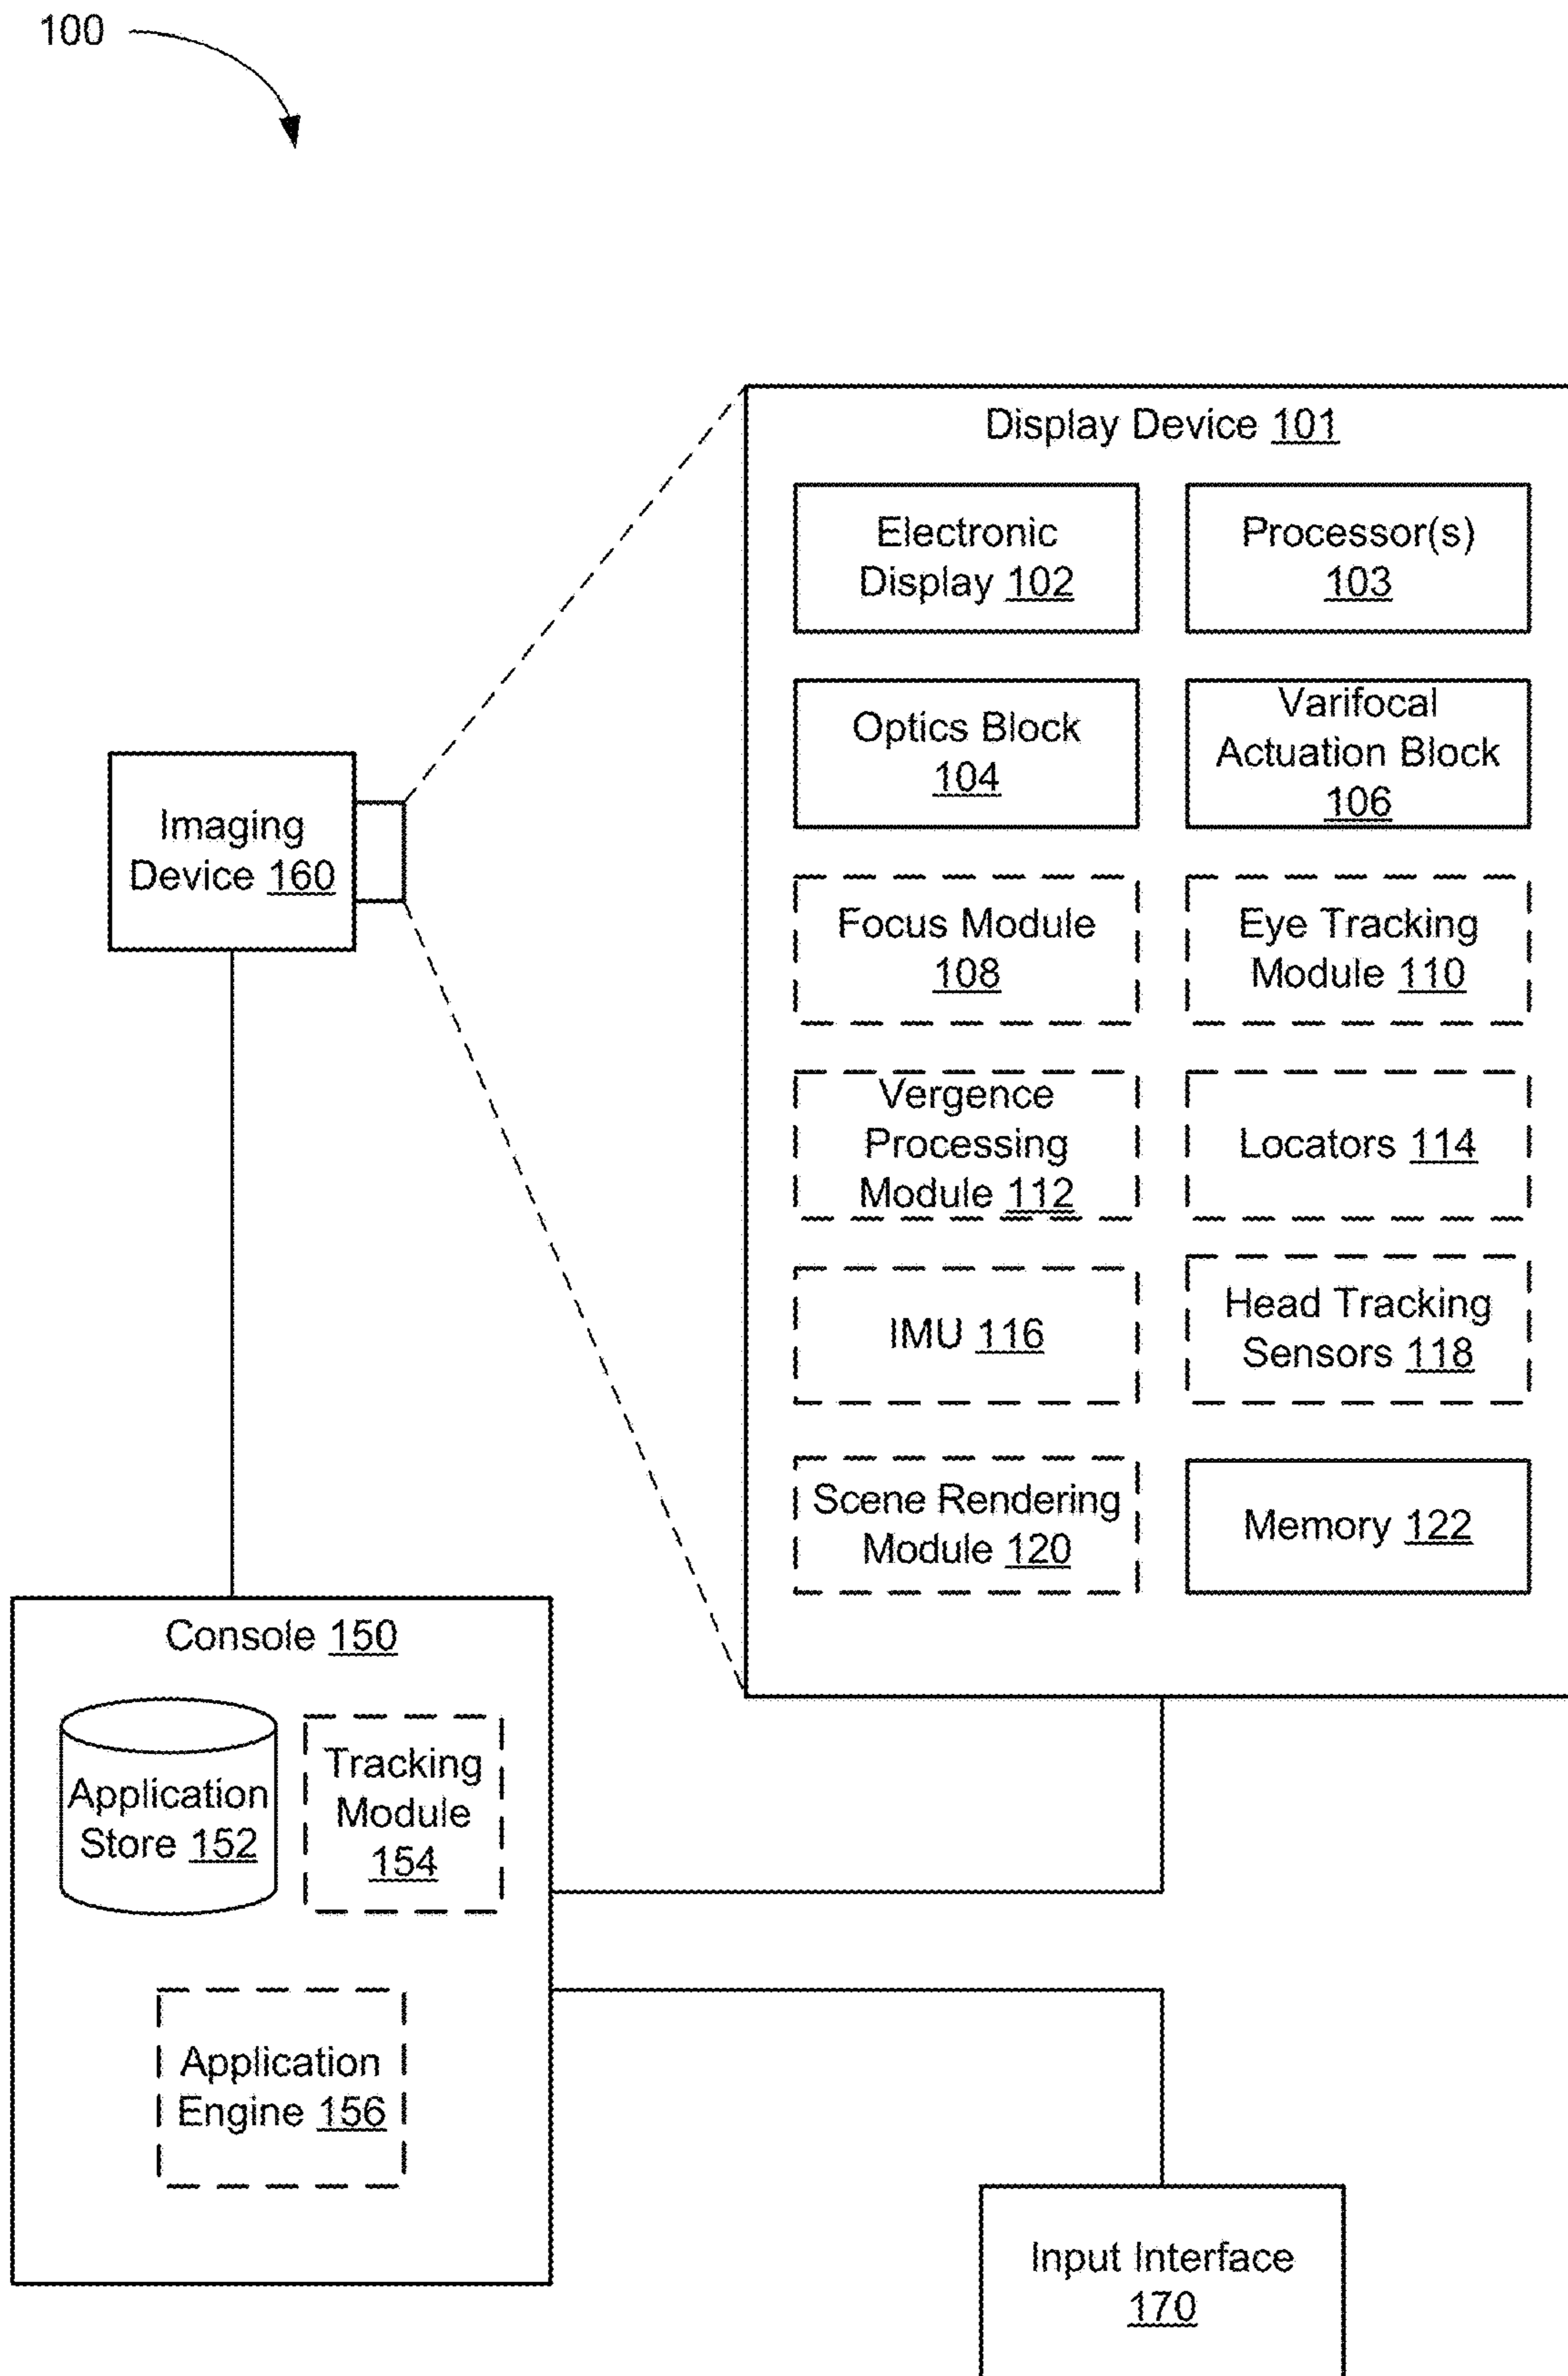 100
Display Device 101
Electronic
Display 102
Processor(s)
103
Optics Block
104
Varifocal
Actuation Block
106
Imaging
Device 160
Focus Module
108
Eye Tracking
Module 110
Vergence
Processing
Module 112
Locators 114
IMU 116
Head Tracking
Sensors 118
Scene Rendering
Module 120
Memory 122
Console 150
Application
Store 152
Tracking
Module
154
Application
Engine 156
Input Interface
170